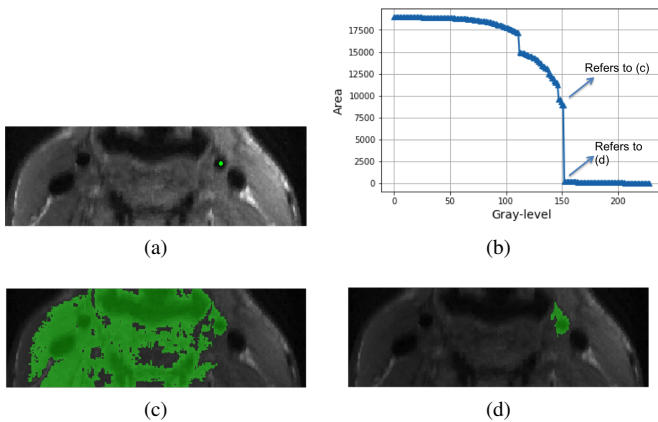 17500
15000
12500
10000
7500
5000
2500
0
Area
Refers to (c)
Refers to
(d)
0
50
100
150
200
Gray-level
(a)
(b)
(c)
(d)